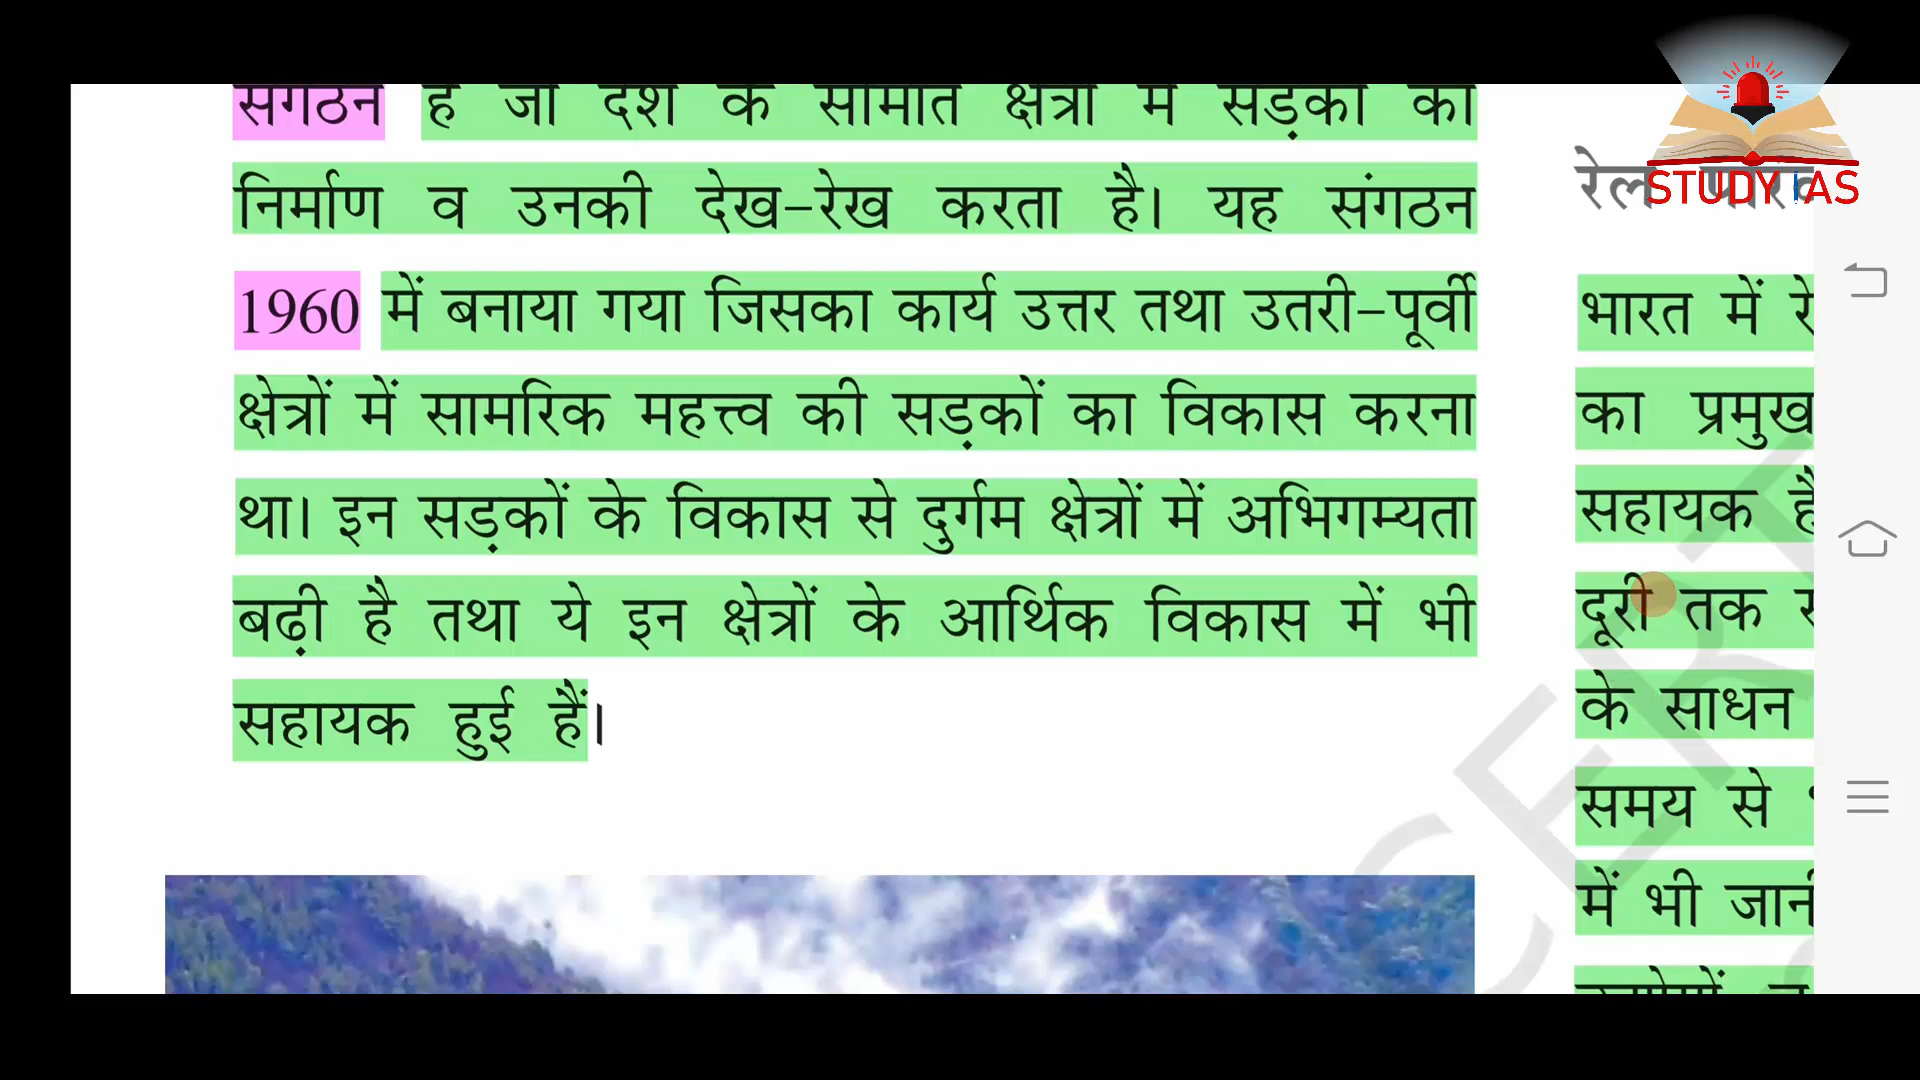 संगठन है जो देश के सीमांत क्षेत्रों में सड़कों का
निर्माण व उनकी देख-रेख करता है। यह संगठन
1960 में बनाया गया जिसका कार्य उत्तर तथा उतरी-पूर्वी
क्षेत्रों में सामरिक महत्त्व की सड़कों का विकास करना
था। इन सड़कों के विकास से दुर्गम क्षेत्रों में अभिगम्यता
बढ़ी है तथा ये इन क्षेत्रों के आर्थिक विकास में भी
सहायक हुई हैं।
STUDY IAS
रेल
भारत में रे
का प्रमुख
सहायक है
दूरी तक
के साधन
समय से
में भी जानी